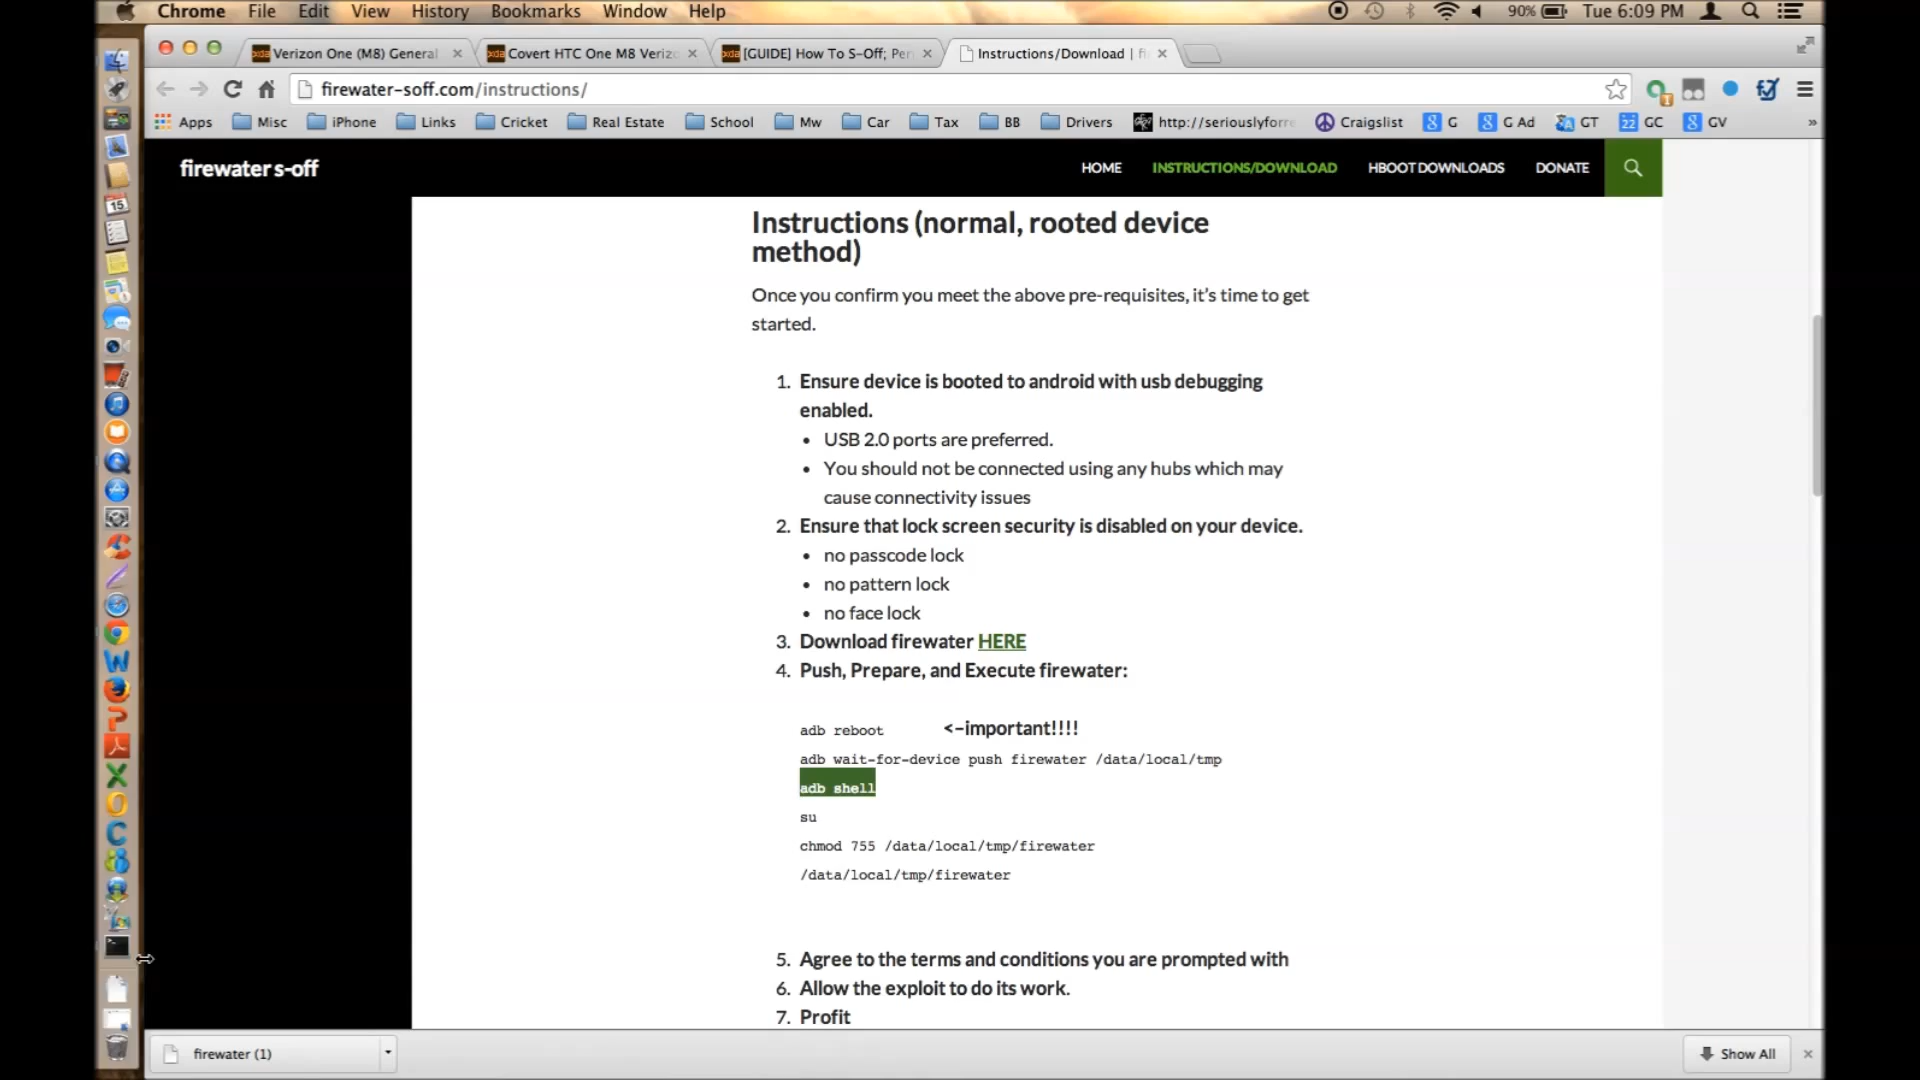 Chrome File Edit View History Bookmarks Window Help 90% Tue 6:09 PM
Verizon One (M8) General
Covert HTC One M8 Verizo
[GUIDE] How To S-Off; Per
Instructions/Download | fi
firewater-soff.com/instructions/
Apps Misc iPhone Links Cricket Real Estate School Mw Car Tax BB Drivers http://seriouslyforre Craigslist G G Ad GT GC GV »
firewater s-off
HOME INSTRUCTIONS/DOWNLOAD HBOOT DOWNLOADS DONATE
Instructions (normal, rooted device
method)
Once you confirm you meet the above pre-requisites, it's time to get
started.
1. Ensure device is booted to android with usb debugging
enabled.
• USB 2.0 ports are preferred.
• You should not be connected using any hubs which may
cause connectivity issues
2. Ensure that lock screen security is disabled on your device.
• no passcode lock
• no pattern lock
• no face lock
3. Download firewater HERE
4. Push, Prepare, and Execute firewater:
adb reboot <–important!!!!
adb wait-for-device push firewater /data/local/tmp
adb shell
su
chmod 755 /data/local/tmp/firewater
/data/local/tmp/firewater
5. Agree to the terms and conditions you are prompted with
6. Allow the exploit to do its work.
7. Profit
firewater (1)
Show All